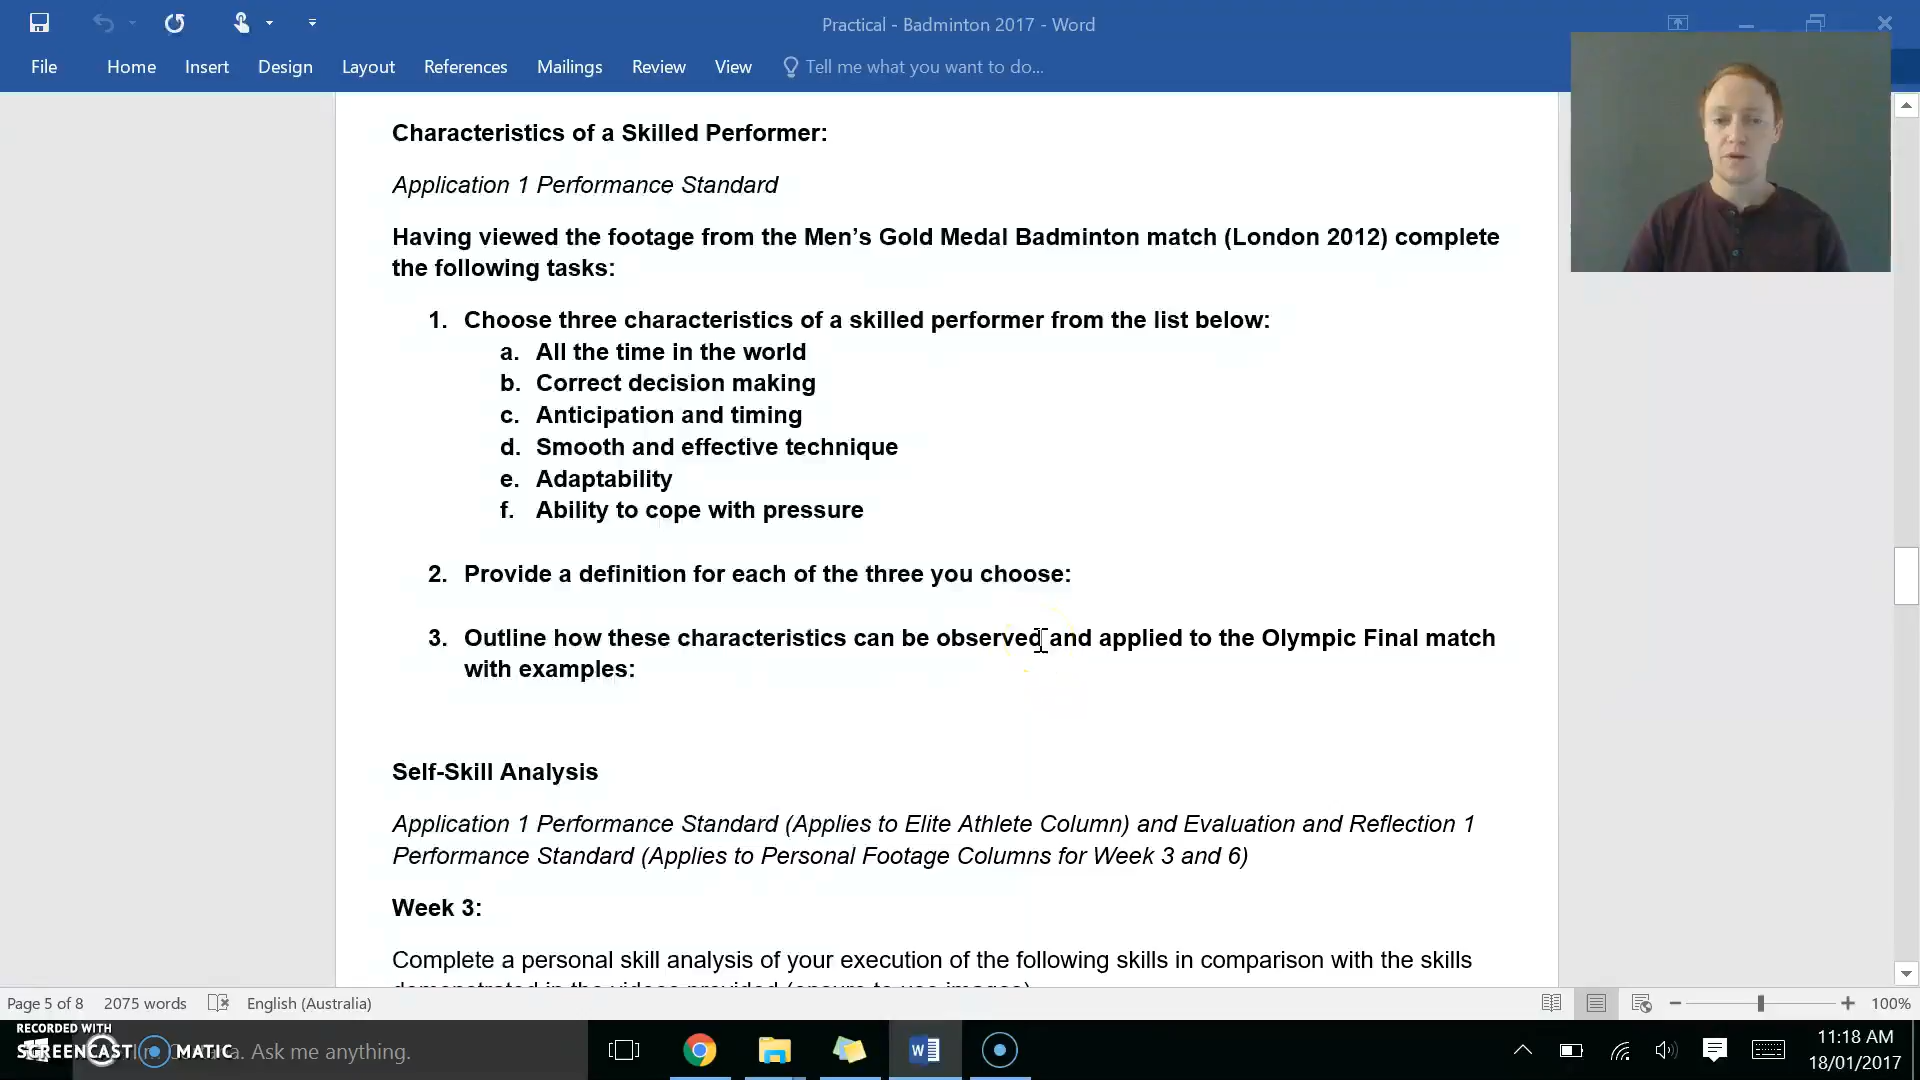 Practical - Badminton 2017 - Word
File Home Insert Design Layout References Mailings Review View Tell me what you want to do...
Characteristics of a Skilled Performer:
Application 1 Performance Standard
Having viewed the footage from the Men’s Gold Medal Badminton match (London 2012) complete
the following tasks:
1. Choose three characteristics of a skilled performer from the list below:
a. All the time in the world
b. Correct decision making
c. Anticipation and timing
d. Smooth and effective technique
e. Adaptability
f. Ability to cope with pressure
2. Provide a definition for each of the three you choose:
3. Outline how these characteristics can be observed and applied to the Olympic Final match
with examples:
Self-Skill Analysis
Application 1 Performance Standard (Applies to Elite Athlete Column) and Evaluation and Reflection 1
Performance Standard (Applies to Personal Footage Columns for Week 3 and 6)
Week 3:
Complete a personal skill analysis of your execution of the following skills in comparison with the skills
demonstrated in the videos provided (ensure to use images)
Page 5 of 8 2075 words English (Australia) 100%
RECORDED WITH
SCREENCAST MATIC Ask me anything.
W
11:18 AM
18/01/2017